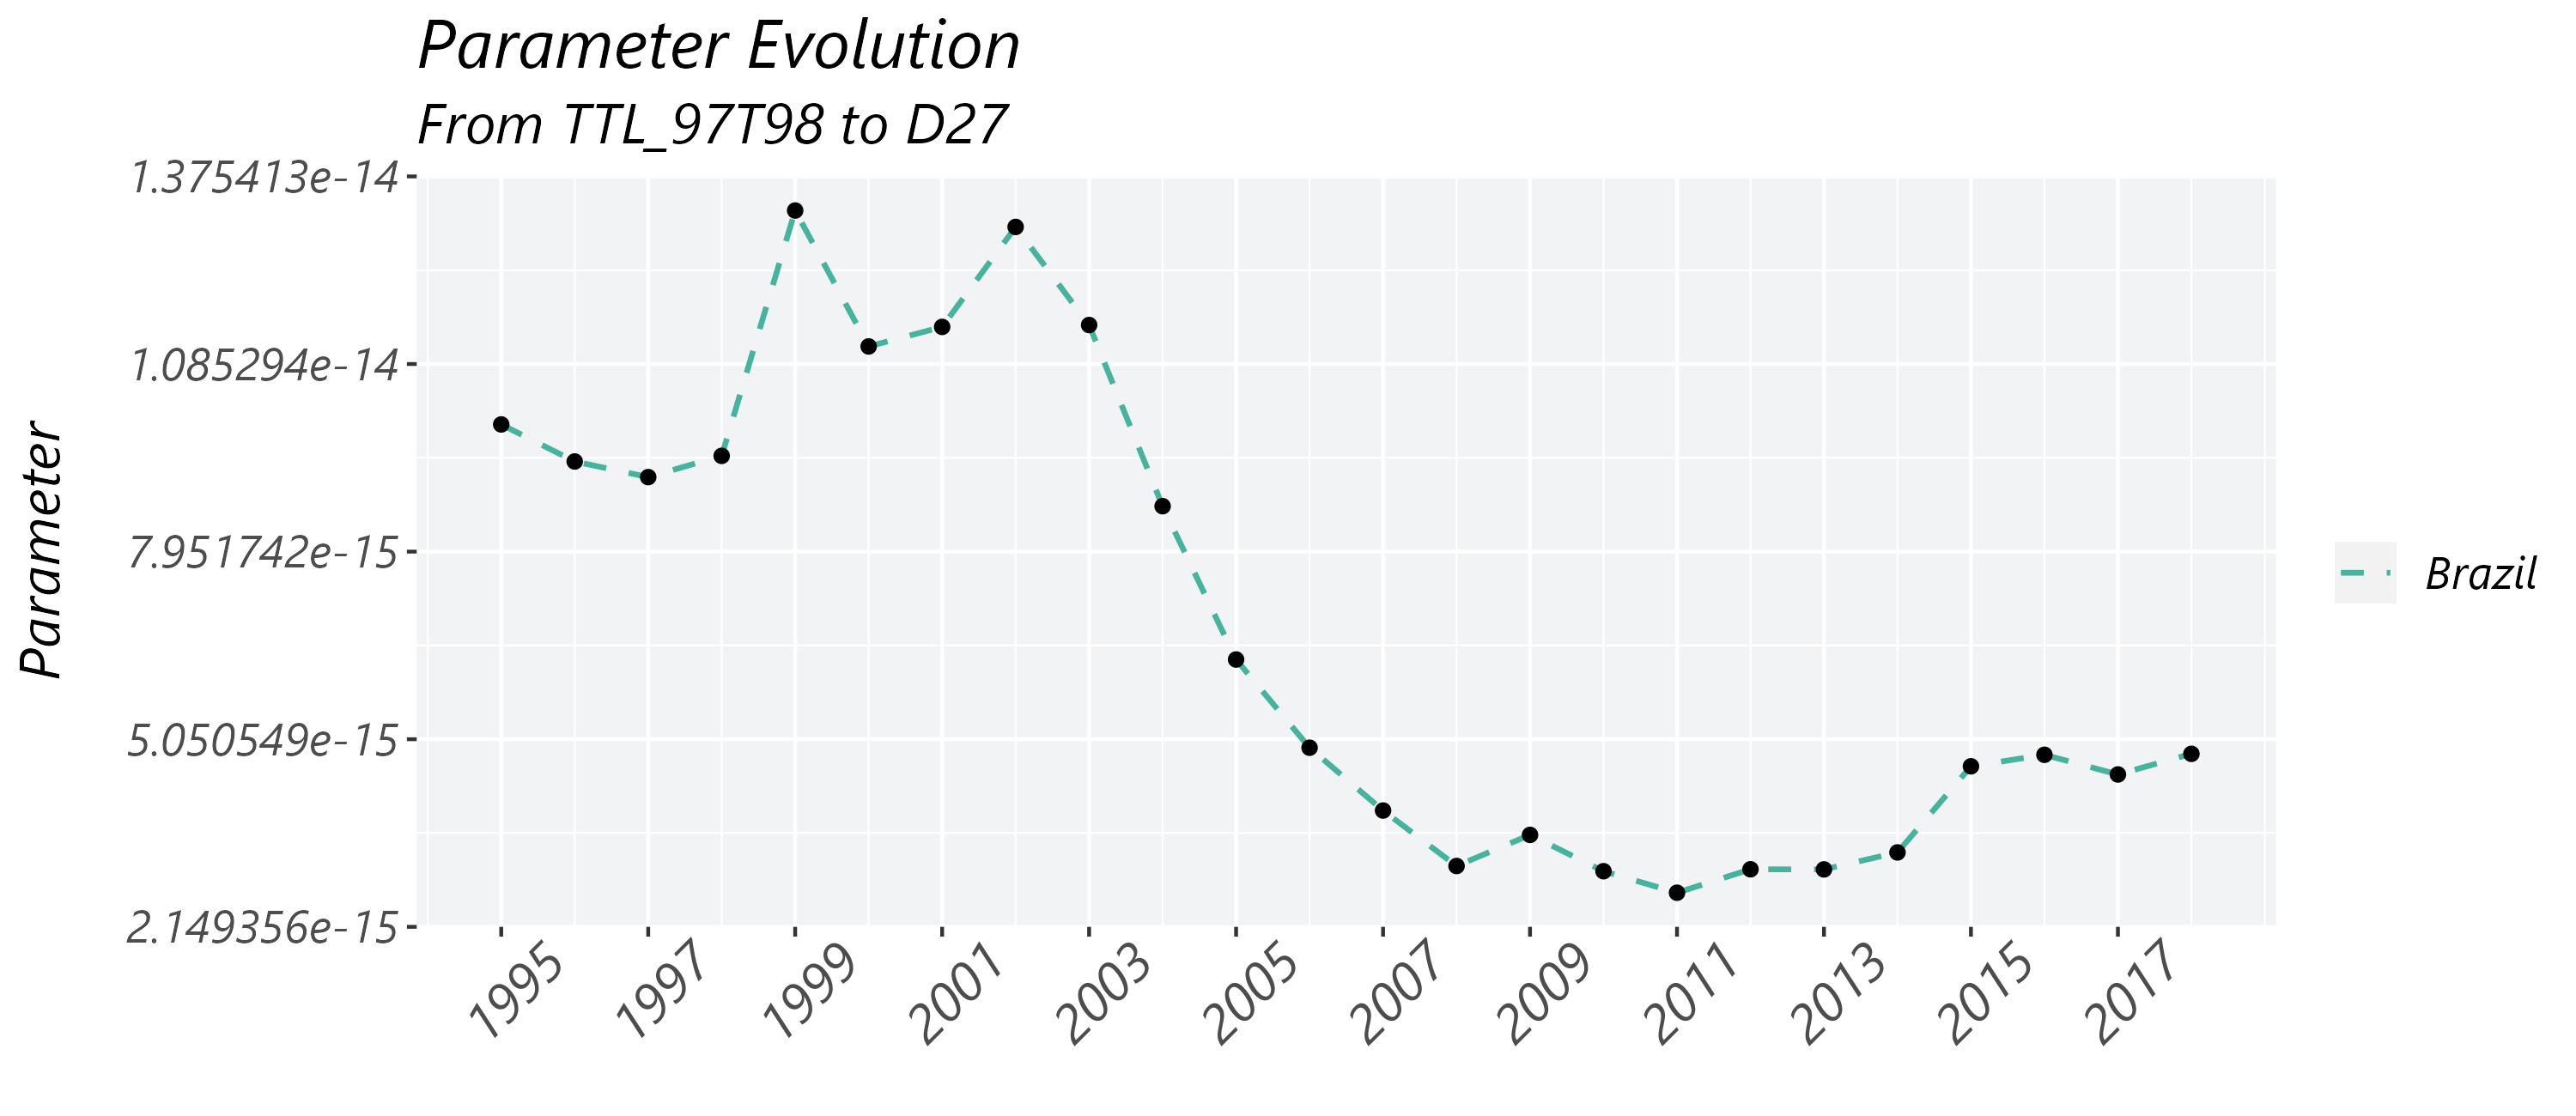 Parameter Evolution
From TTL_97T98 to D27
1.375413e-14
1.085294e-14
7.951742e-15
5.050549e-15
2.149356e-15
Parameter
1995
1997
1999
2001
2003
2005
2007
2009
2011
2013
2015
2017
Brazil